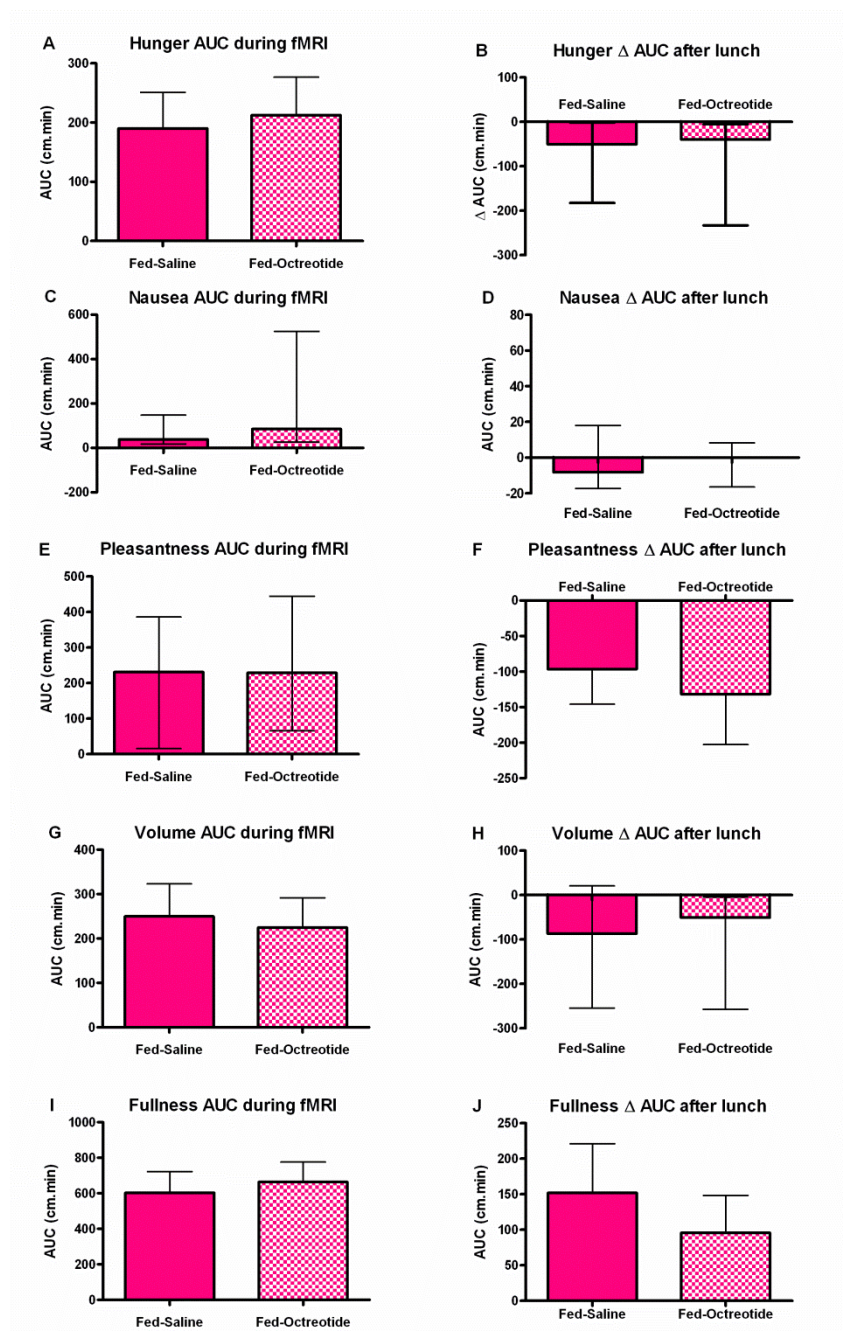 A Hunger AUC during fMRI
AUC (cm.min)
300
200
100
0
Fed-Saline Fed-Octreotide
B Hunger Δ AUC after lunch
Δ AUC (cm.min)
100
0
-100
-200
-300
Fed-Saline Fed-Octreotide
C Nausea AUC during fMRI
AUC (cm.min)
600
400
200
0
-200
Fed-Saline Fed-Octreotide
D Nausea Δ AUC after lunch
AUC (cm.min)
80
60
40
20
0
-20
Fed-Saline Fed-Octreotide
E Pleasantness AUC during fMRI
AUC (cm.min)
500
400
300
200
100
0
Fed-Saline Fed-Octreotide
F Pleasantness Δ AUC after lunch
Fed-Saline Fed-Octreotide
AUC (cm.min)
0
-50
-100
-150
-200
-250
G Volume AUC during fMRI
AUC (cm.min)
400
300
200
100
0
Fed-Saline Fed-Octreotide
H Volume Δ AUC after lunch
AUC (cm.min)
100
0
-100
-200
-300
Fed-Saline Fed-Octreotide
I Fullness AUC during fMRI
AUC (cm.min)
1000
800
600
400
200
0
Fed-Saline Fed-Octreotide
J Fullness Δ AUC after lunch
AUC (cm.min)
250
200
150
100
50
0
Fed-Saline Fed-Octreotide